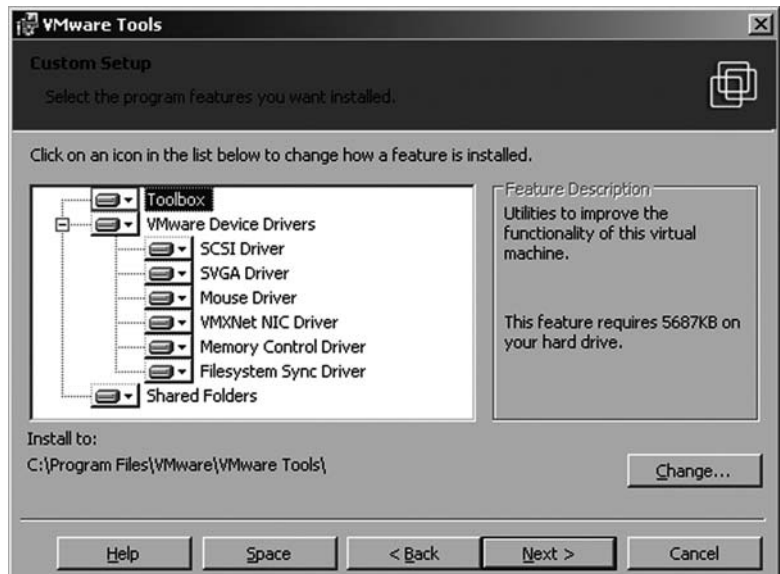 VMware Tools
Custom Setup
Select the program features you want installed.
Click on an icon in the list below to change how a feature is installed.
Toolbox
VMware Device Drivers
SCSI Driver
SVGA Driver
Mouse Driver
VMXNet NIC Driver
Memory Control Driver
Filesystem Sync Driver
Shared Folders
Feature Description
Utilities to improve the
functionality of this virtual
machine.
This feature requires 5687KB on
your hard drive.
Install to:
C:\Program Files\VMware\VMware Tools\
Change...
Help
Space
< Back
Next >
Cancel